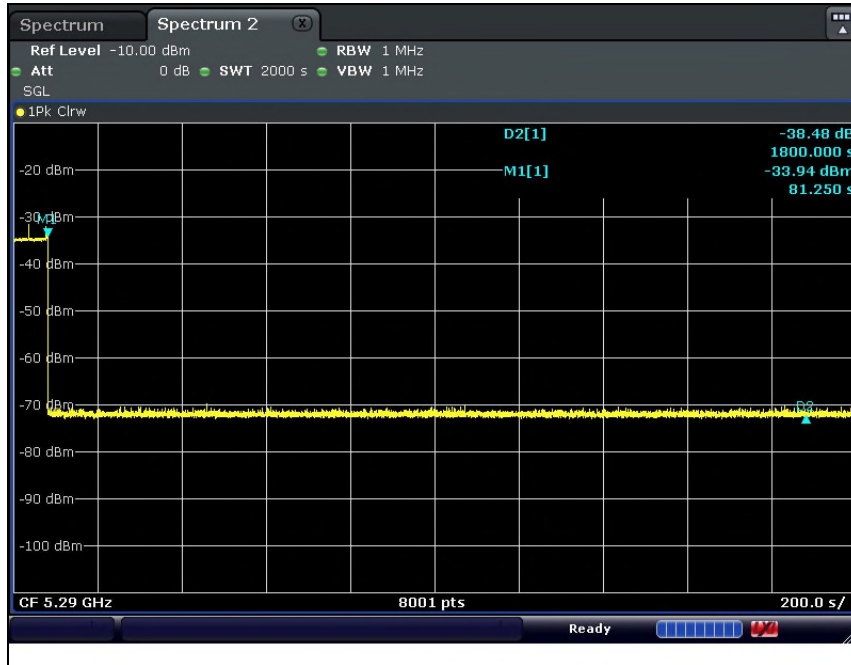 Spectrum Spectrum 2 X
Ref Level -10.00 dBm RBW 1 MHz
Att 0 dB SWT 2000 s VBW 1 MHz
SGL
1Pk Clrw
D2[1] -38.48 dB
1800.000 s
-20 dBm M1[1] -33.94 dBm
81.250 s
-30 dBm
M1
-40 dBm
-50 dBm
-60 dBm
-70 dBm
D2
-80 dBm
-90 dBm
-100 dBm
CF 5.29 GHz 8001 pts 200.0 s/
Ready